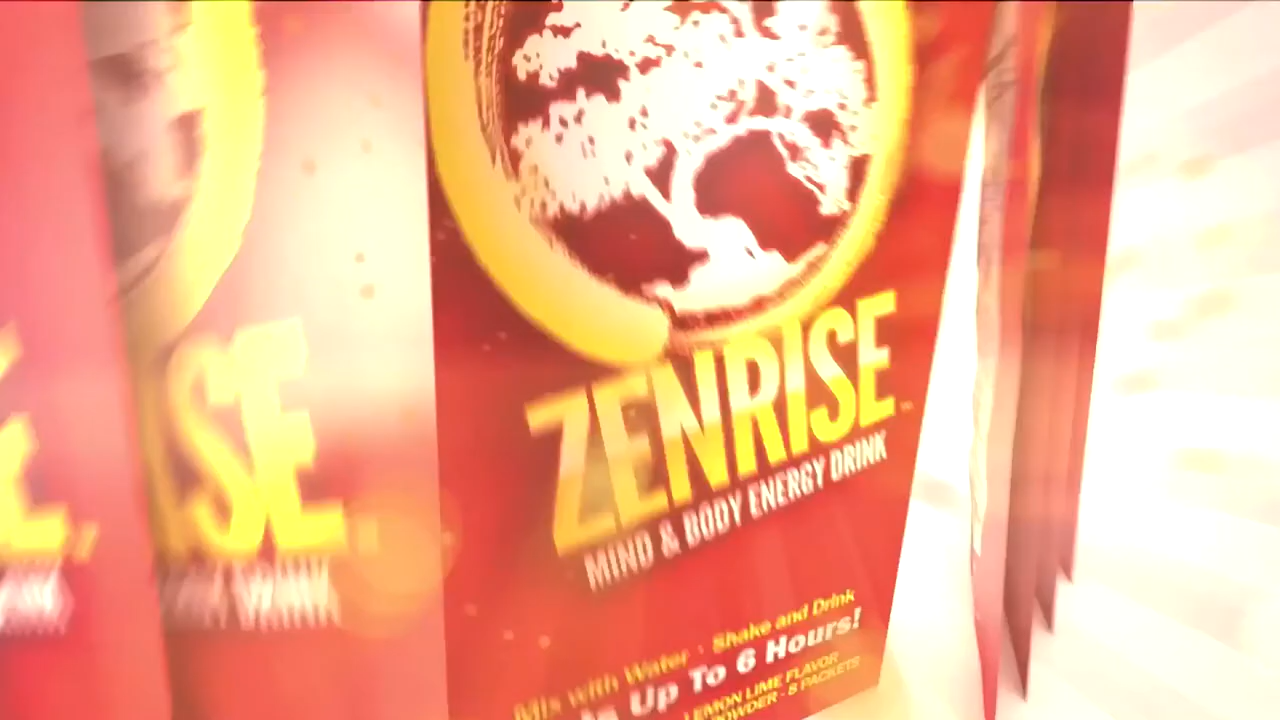 ZENRISE
MIND & BODY ENERGY DRINK
Mix with Water · Shake and Drink
Up To 6 Hours!
LEMON LIME FLAVOR
POWDER - 8 PACKETS
SE